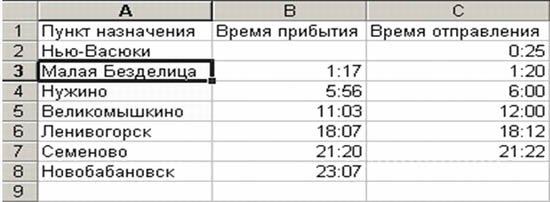 A B C
1 Пункт назначения Время прибытия Время отправления
2 Нью-Васюки 0:25
3 Малая Безделица 1:17 1:20
4 Нужино 5:56 6:00
5 Великомышкино 11:03 12:00
6 Ленивогорск 18:07 18:12
7 Семеново 21:20 21:22
8 Новобабановск 23:07
9